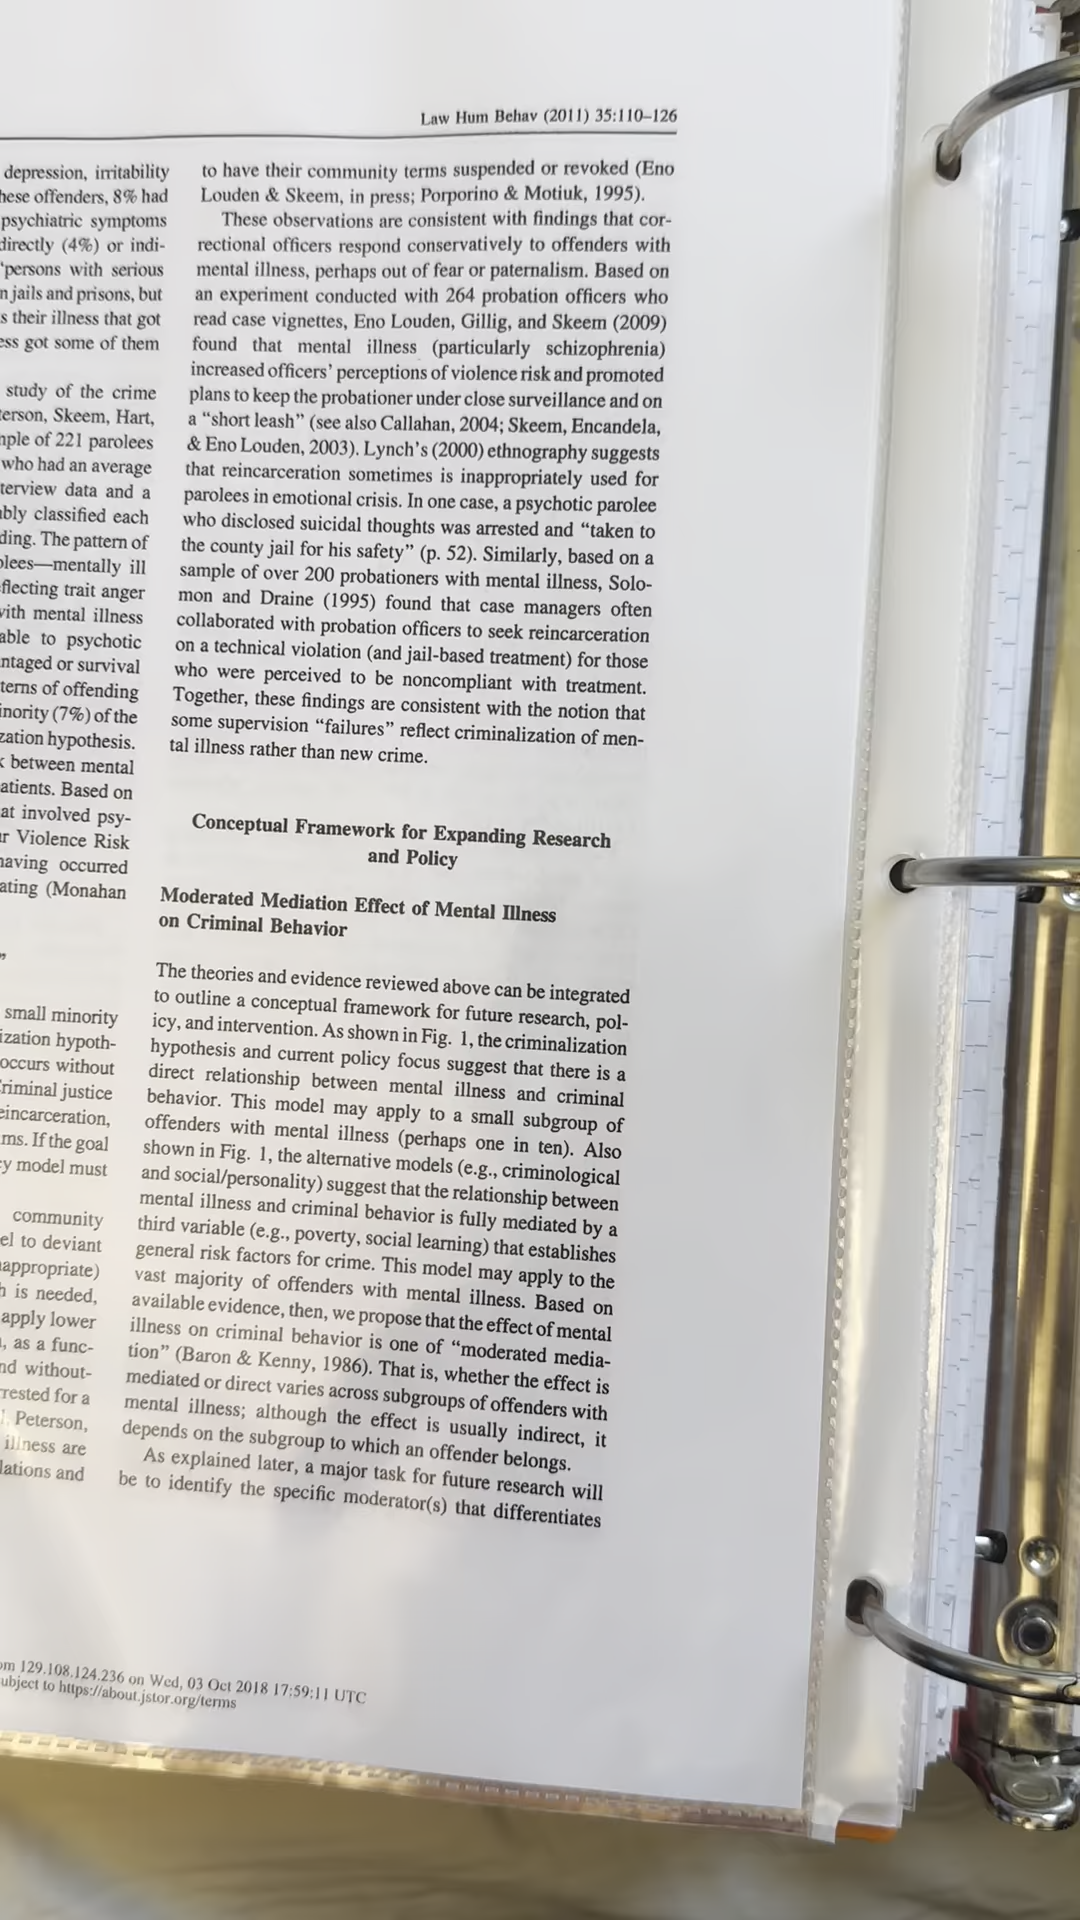 Law Hum Behav (2011) 35:110–126
depression, irritability
these offenders, 8% had
psychiatric symptoms
directly (4%) or indi-
“persons with serious
in jails and prisons, but
their illness that got
got some of them
study of the crime
Skeem, Hart,
of 221 parolees
who had an average
interview data and a
classified each
The pattern of
mentally ill
reflecting trait anger
with mental illness
to psychotic
or survival
patterns of offending
minority (7%) of the
hypothesis.
between mental
patients. Based on
that involved psy-
Violence Risk
having occurred
(Monahan
”
small minority
hypoth-
occurs without
criminal justice
reincarceration,
If the goal
model must
community
to deviant
appropriate)
is needed,
apply lower
as a func-
and without-
arrested for a
Peterson,
illness are
and
to have their community terms suspended or revoked (Eno
Louden & Skeem, in press; Porporino & Motiuk, 1995).
These observations are consistent with findings that cor-
rectional officers respond conservatively to offenders with
mental illness, perhaps out of fear or paternalism. Based on
an experiment conducted with 264 probation officers who
read case vignettes, Eno Louden, Gillig, and Skeem (2009)
found that mental illness (particularly schizophrenia)
increased officers’ perceptions of violence risk and promoted
plans to keep the probationer under close surveillance and on
a “short leash” (see also Callahan, 2004; Skeem, Encandela,
& Eno Louden, 2003). Lynch’s (2000) ethnography suggests
that reincarceration sometimes is inappropriately used for
parolees in emotional crisis. In one case, a psychotic parolee
who disclosed suicidal thoughts was arrested and “taken to
the county jail for his safety” (p. 52). Similarly, based on a
sample of over 200 probationers with mental illness, Solo-
mon and Draine (1995) found that case managers often
collaborated with probation officers to seek reincarceration
on a technical violation (and jail-based treatment) for those
who were perceived to be noncompliant with treatment.
Together, these findings are consistent with the notion that
some supervision “failures” reflect criminalization of men-
tal illness rather than new crime.
Conceptual Framework for Expanding Research
and Policy
Moderated Mediation Effect of Mental Illness
on Criminal Behavior
The theories and evidence reviewed above can be integrated
to outline a conceptual framework for future research, pol-
icy, and intervention. As shown in Fig. 1, the criminalization
hypothesis and current policy focus suggest that there is a
direct relationship between mental illness and criminal
behavior. This model may apply to a small subgroup of
offenders with mental illness (perhaps one in ten). Also
shown in Fig. 1, the alternative models (e.g., criminological
and social/personality) suggest that the relationship between
mental illness and criminal behavior is fully mediated by a
third variable (e.g., poverty, social learning) that establishes
general risk factors for crime. This model may apply to the
vast majority of offenders with mental illness. Based on
available evidence, then, we propose that the effect of mental
illness on criminal behavior is one of “moderated media-
tion” (Baron & Kenny, 1986). That is, whether the effect is
mediated or direct varies across subgroups of offenders with
mental illness; although the effect is usually indirect, it
depends on the subgroup to which an offender belongs.
As explained later, a major task for future research will
be to identify the specific moderator(s) that differentiates
129.108.124.236 on Wed, 03 Oct 2018 17:59:11 UTC
subject to https://about.jstor.org/terms